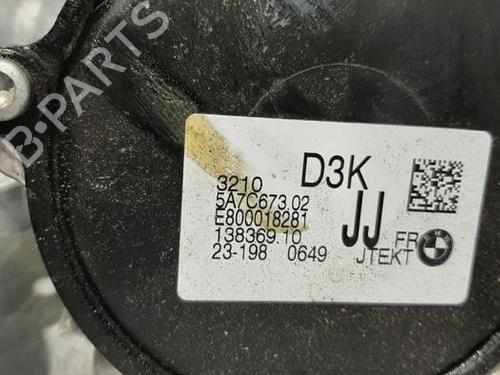 B-PARTS
3210 D3K
5A7C673.02
E800018281 JJ
138369.10 FR
23-198 0649 JTEKT